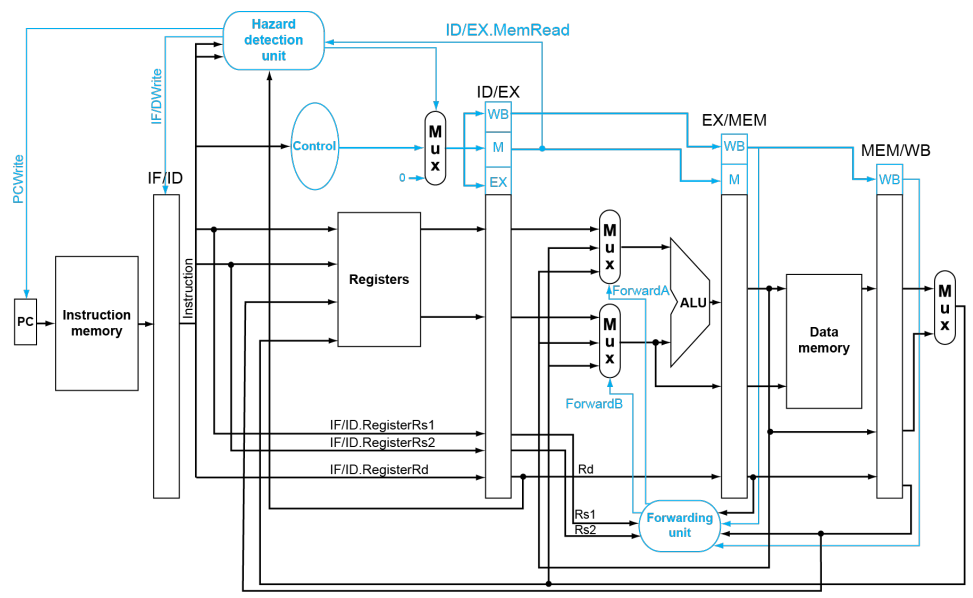 Hazard
detection
unit
ID/EX.MemRead
ID/EX
IF/DWrite
PCWrite
Control
Mux
0
WB
M
EX
EX/MEM
WB
M
MEM/WB
WB
IF/ID
Instruction
PC
Instruction
memory
Registers
Mux
ForwardA
ALU
Mux
ForwardB
Data
memory
Mux
IF/ID.RegisterRs1
IF/ID.RegisterRs2
IF/ID.RegisterRd
Rd
Rs1
Rs2
Forwarding
unit